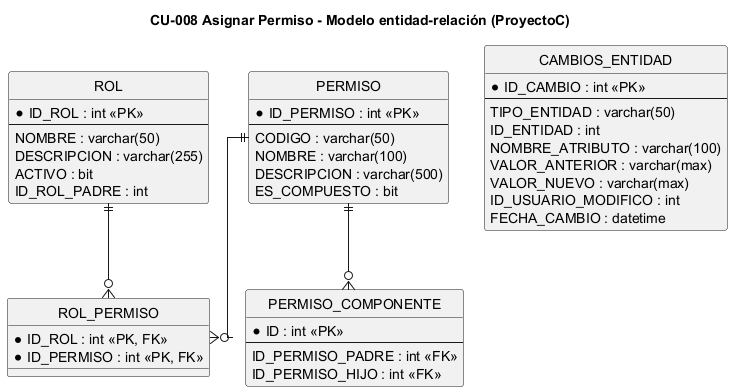 CU-008 Asignar Permiso - Modelo entidad-relación (ProyectoC)
ROL
ID_ROL : int «PK»
NOMBRE : varchar(50)
DESCRIPCION : varchar(255)
ACTIVO : bit
ID_ROL_PADRE : int
PERMISO
ID_PERMISO : int «PK»
CODIGO : varchar(50)
NOMBRE : varchar(100)
DESCRIPCION : varchar(500)
ES_COMPUESTO : bit
CAMBIOS_ENTIDAD
ID_CAMBIO : int «PK»
TIPO_ENTIDAD : varchar(50)
ID_ENTIDAD : int
NOMBRE_ATRIBUTO : varchar(100)
VALOR_ANTERIOR : varchar(max)
VALOR_NUEVO : varchar(max)
ID_USUARIO_MODIFICO : int
FECHA_CAMBIO : datetime
ROL_PERMISO
ID_ROL : int «PK, FK»
ID_PERMISO : int «PK, FK»
PERMISO_COMPONENTE
ID : int «PK»
ID_PERMISO_PADRE : int «FK»
ID_PERMISO_HIJO : int «FK»